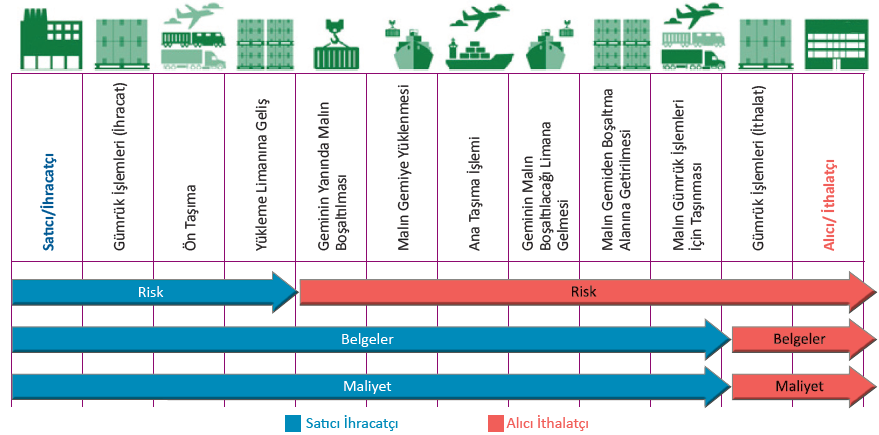 Satıcı/İhracatçı
Gümrük İşlemleri (İhracat)
Ön Taşıma
Yükleme Limanına Geliş
Geminin Yanında Malın
Boşaltılması
Malın Gemiye Yüklenmesi
Ana Taşıma İşlemi
Geminin Malın
Boşaltılacağı Limana
Gelmesi
Malın Gemiden Boşaltma
Alanına Getirilmesi
Malın Gümrük İşlemleri
İçin Taşınması
Gümrük İşlemleri (İthalat)
Alıcı/ İthalatçı
Risk
Risk
Belgeler
Belgeler
Maliyet
Maliyet
Satıcı İhracatçı
Alıcı İthalatçı